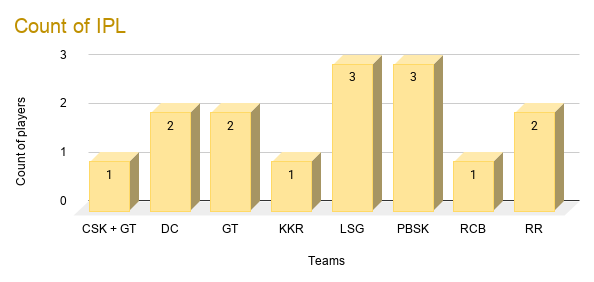 Count of IPL
3
2
1
0
Count of players
1
2
2
1
3
3
1
2
CSK + GT
DC
GT
KKR
LSG
PBSK
RCB
RR
Teams